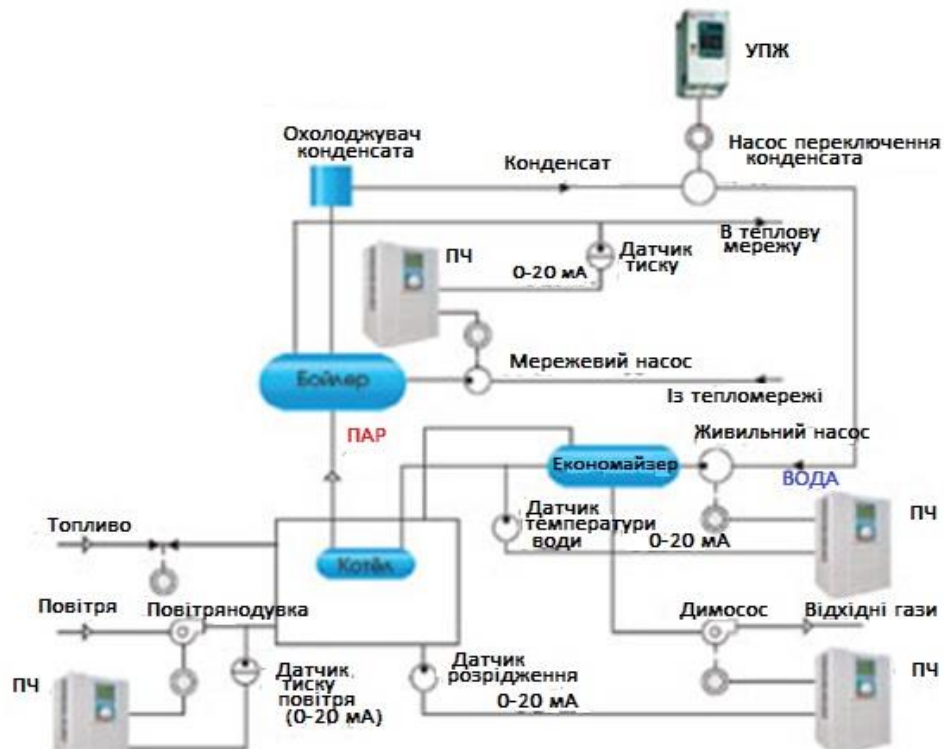 УПЖ
Охолоджувач
конденсата
Конденсат
Насос переключення
конденсата
В теплову
мережу
ПЧ
Датчик
тиску
0-20 мА
Бойлер
Мережевий насос
Із тепломережі
ПАР
Живильний насос
Економайзер
ВОДА
Топливо
Датчик
температури
води
0-20 мА
ПЧ
Котёл
Повітря
Повітрянодувка
Димосос
Відхідні гази
ПЧ
Датчик
тиску
повітря
(0-20 мА)
Датчик
розрідження
0-20 мА
ПЧ